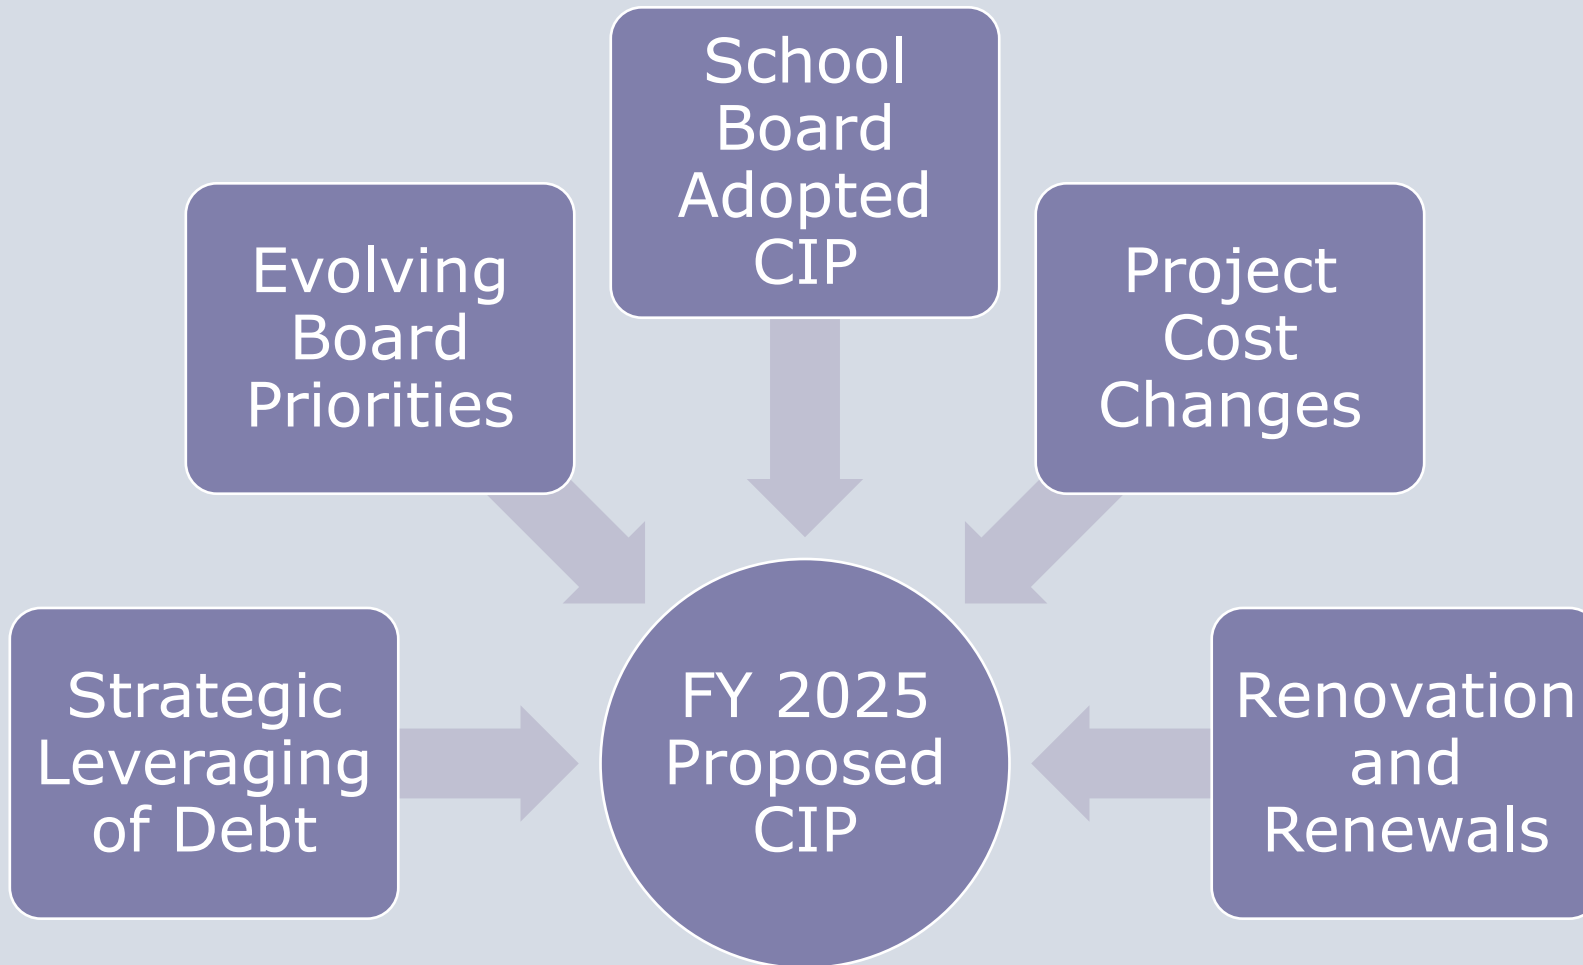 School
Board
Adopted
CIP
Evolving
Board
Priorities
Project
Cost
Changes
Strategic
Leveraging
of Debt
FY 2025
Proposed
CIP
Renovation
and
Renewals